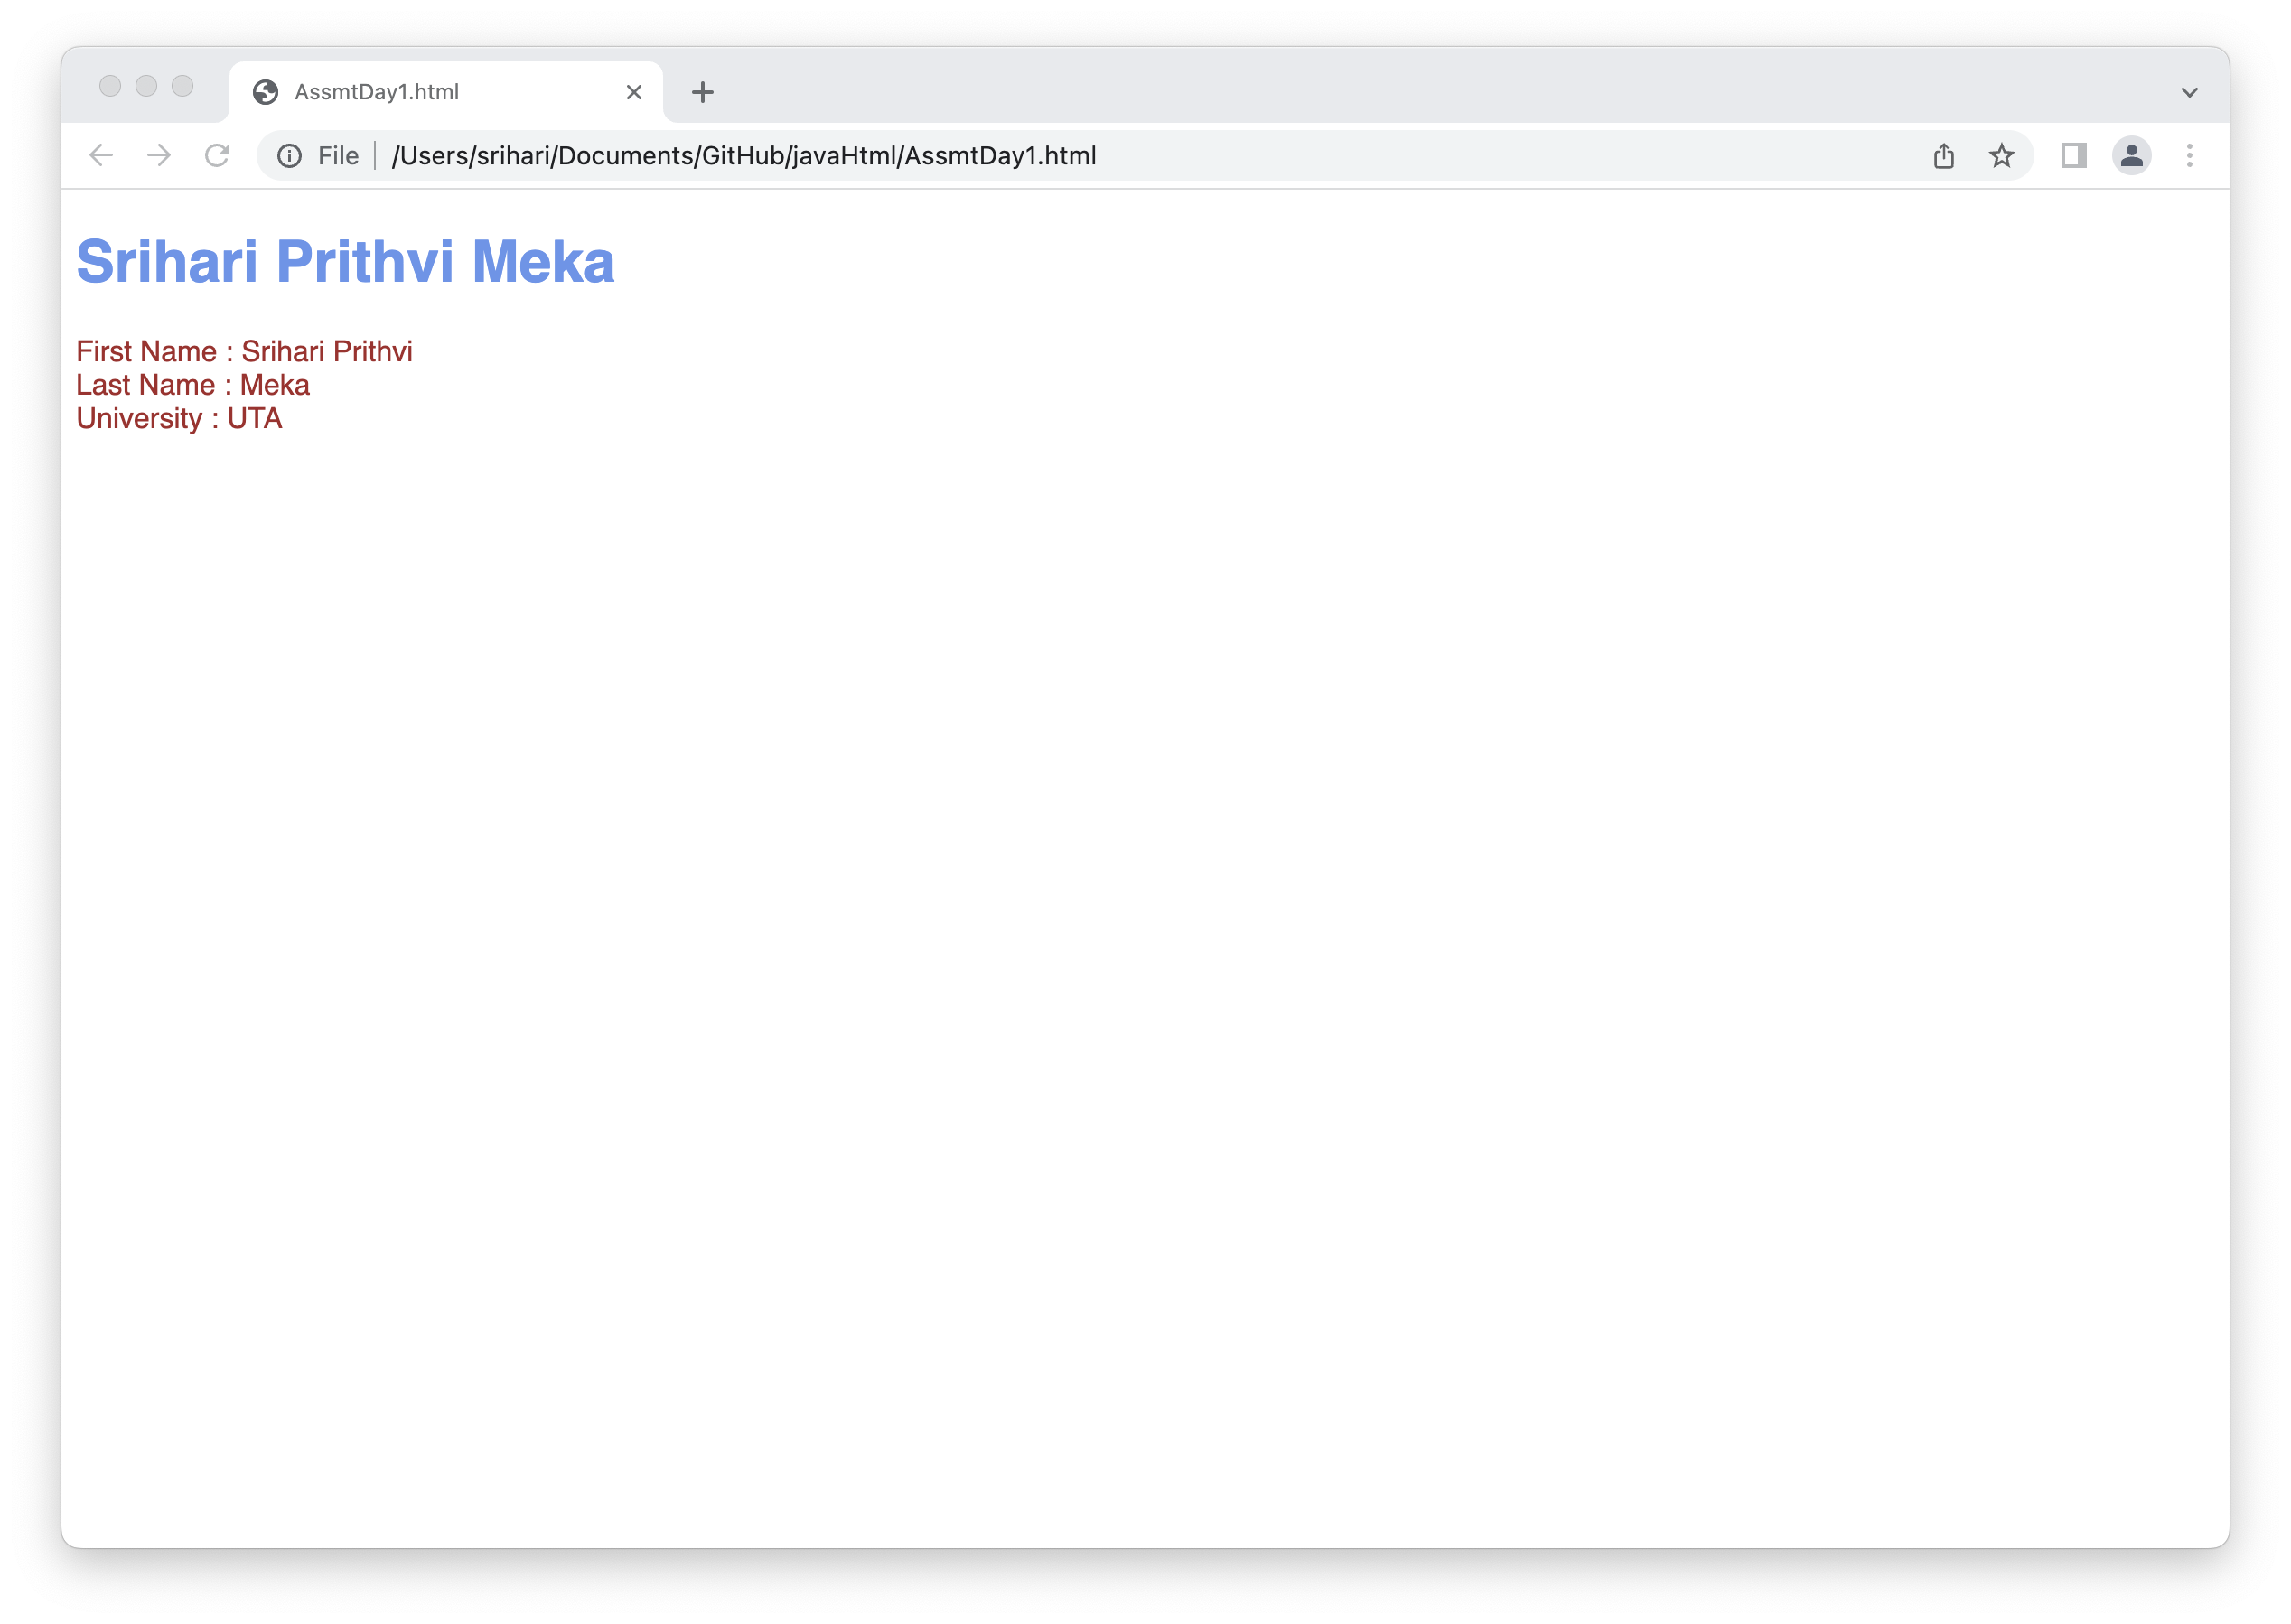 AssmtDay1.html
File /Users/srihari/Documents/GitHub/javaHtml/AssmtDay1.html
Srihari Prithvi Meka
First Name : Srihari Prithvi
Last Name : Meka
University : UTA